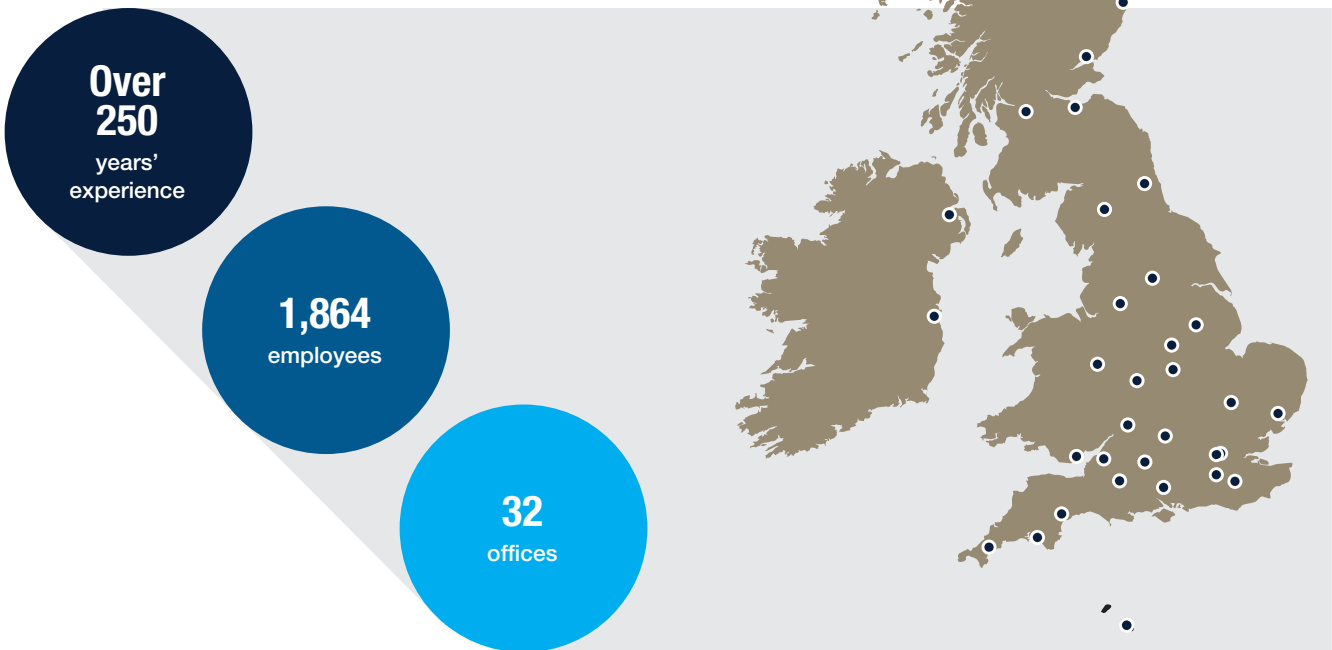 Over
250
years’
experience
1,864
employees
32
offices